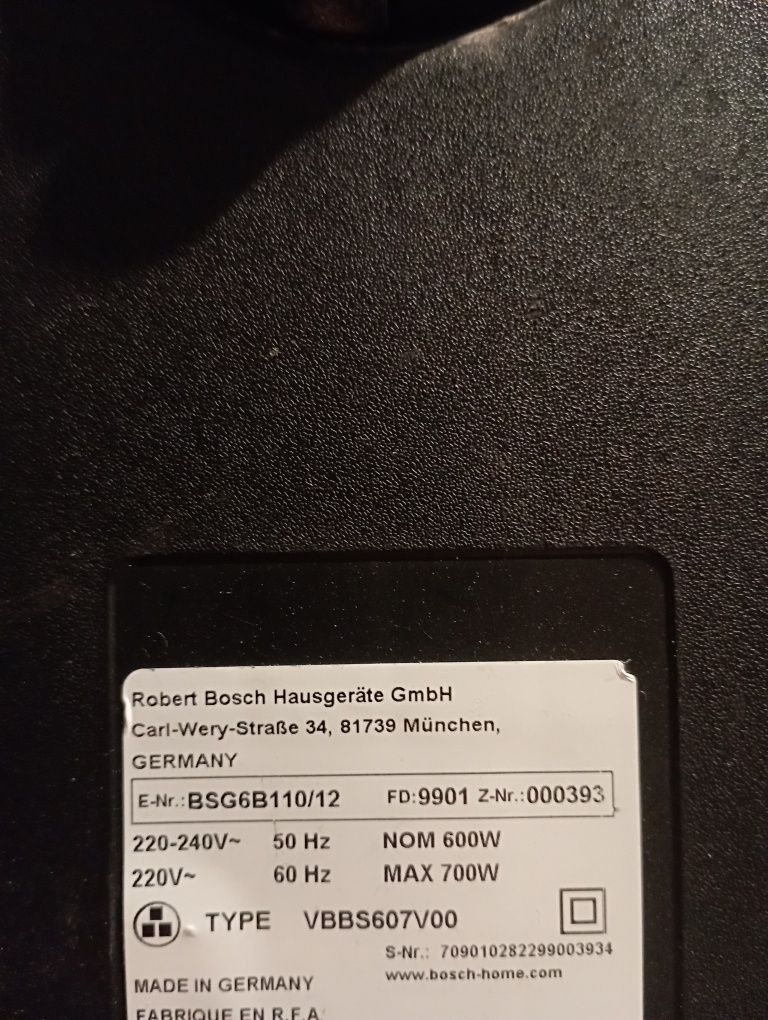 Robert Bosch Hausgeräte GmbH
Carl-Wery-Straße 34, 81739 München,
GERMANY
E-Nr.: BSG6B110/12 FD:9901 Z-Nr.:000393
220-240V~ 50 Hz NOM 600W
220V~ 60 Hz MAX 700W
TYPE VBBS607V00
S-Nr.: 709010282299003934
MADE IN GERMANY www.bosch-home.com
FABRIQUE EN R.F.A.